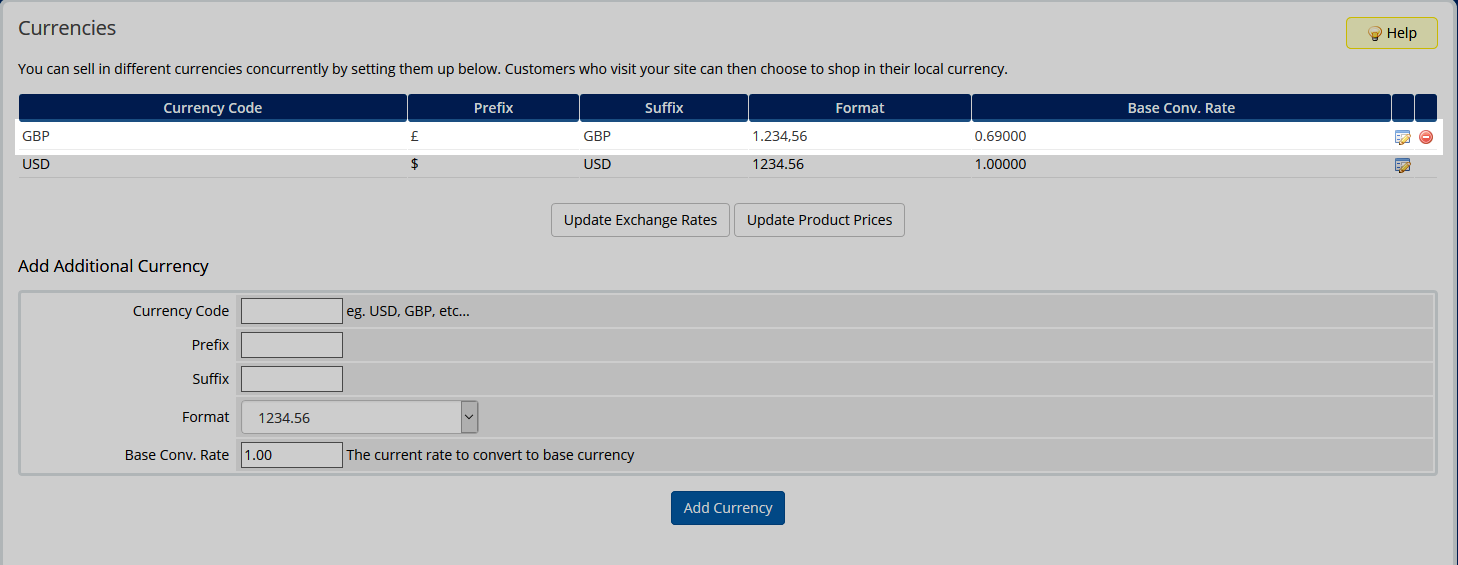 Currencies
Help
You can sell in different currencies concurrently by setting them up below. Customers who visit your site can then choose to shop in their local currency.
Currency Code Prefix Suffix Format Base Conv. Rate
GBP £ GBP 1.234,56 0.69000
USD $ USD 1234.56 1.00000
Update Exchange Rates Update Product Prices
Add Additional Currency
Currency Code eg. USD, GBP, etc...
Prefix
Suffix
Format 1234.56
Base Conv. Rate 1.00 The current rate to convert to base currency
Add Currency